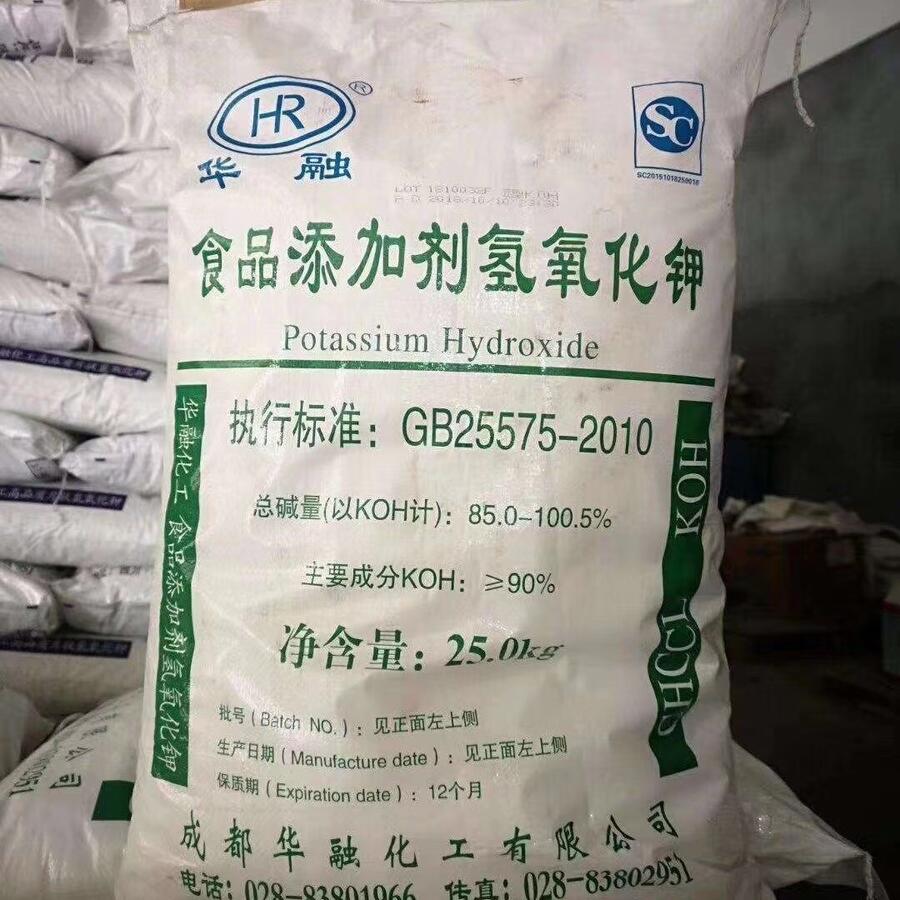 HR
®
华融
SC
SC20151018250018
食品添加剂氢氧化钾
Potassium Hydroxide
执行标准：GB25575-2010
总碱量(以KOH计)：85.0-100.5%
主要成分KOH：≥90%
净含量：25.0kg
批号（Batch NO.）：见正面左上侧
生产日期（Manufacture date）：见正面左上侧
保质期（Expiration date）：12个月
成都华融化工有限公司
电话：028-83801966 传真：028-83802951
华融化工 食品添加剂氢氧化钾
HCCL KOH